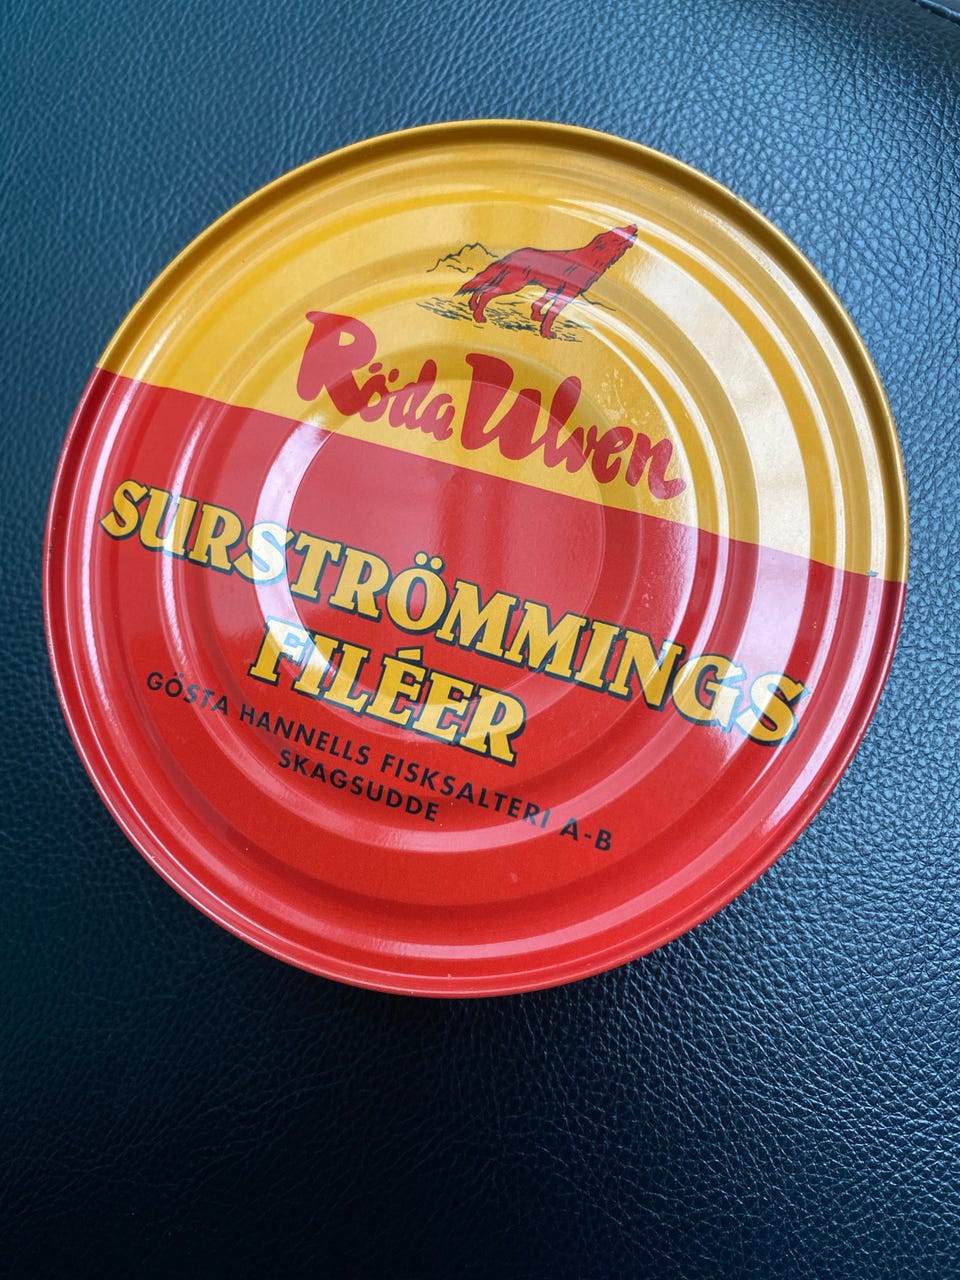 Röda Ulven
SURSTRÖMMINGS
FILÉER
GÖSTA HANNELLS FISKSALTERI A-B
SKAGSUDDE